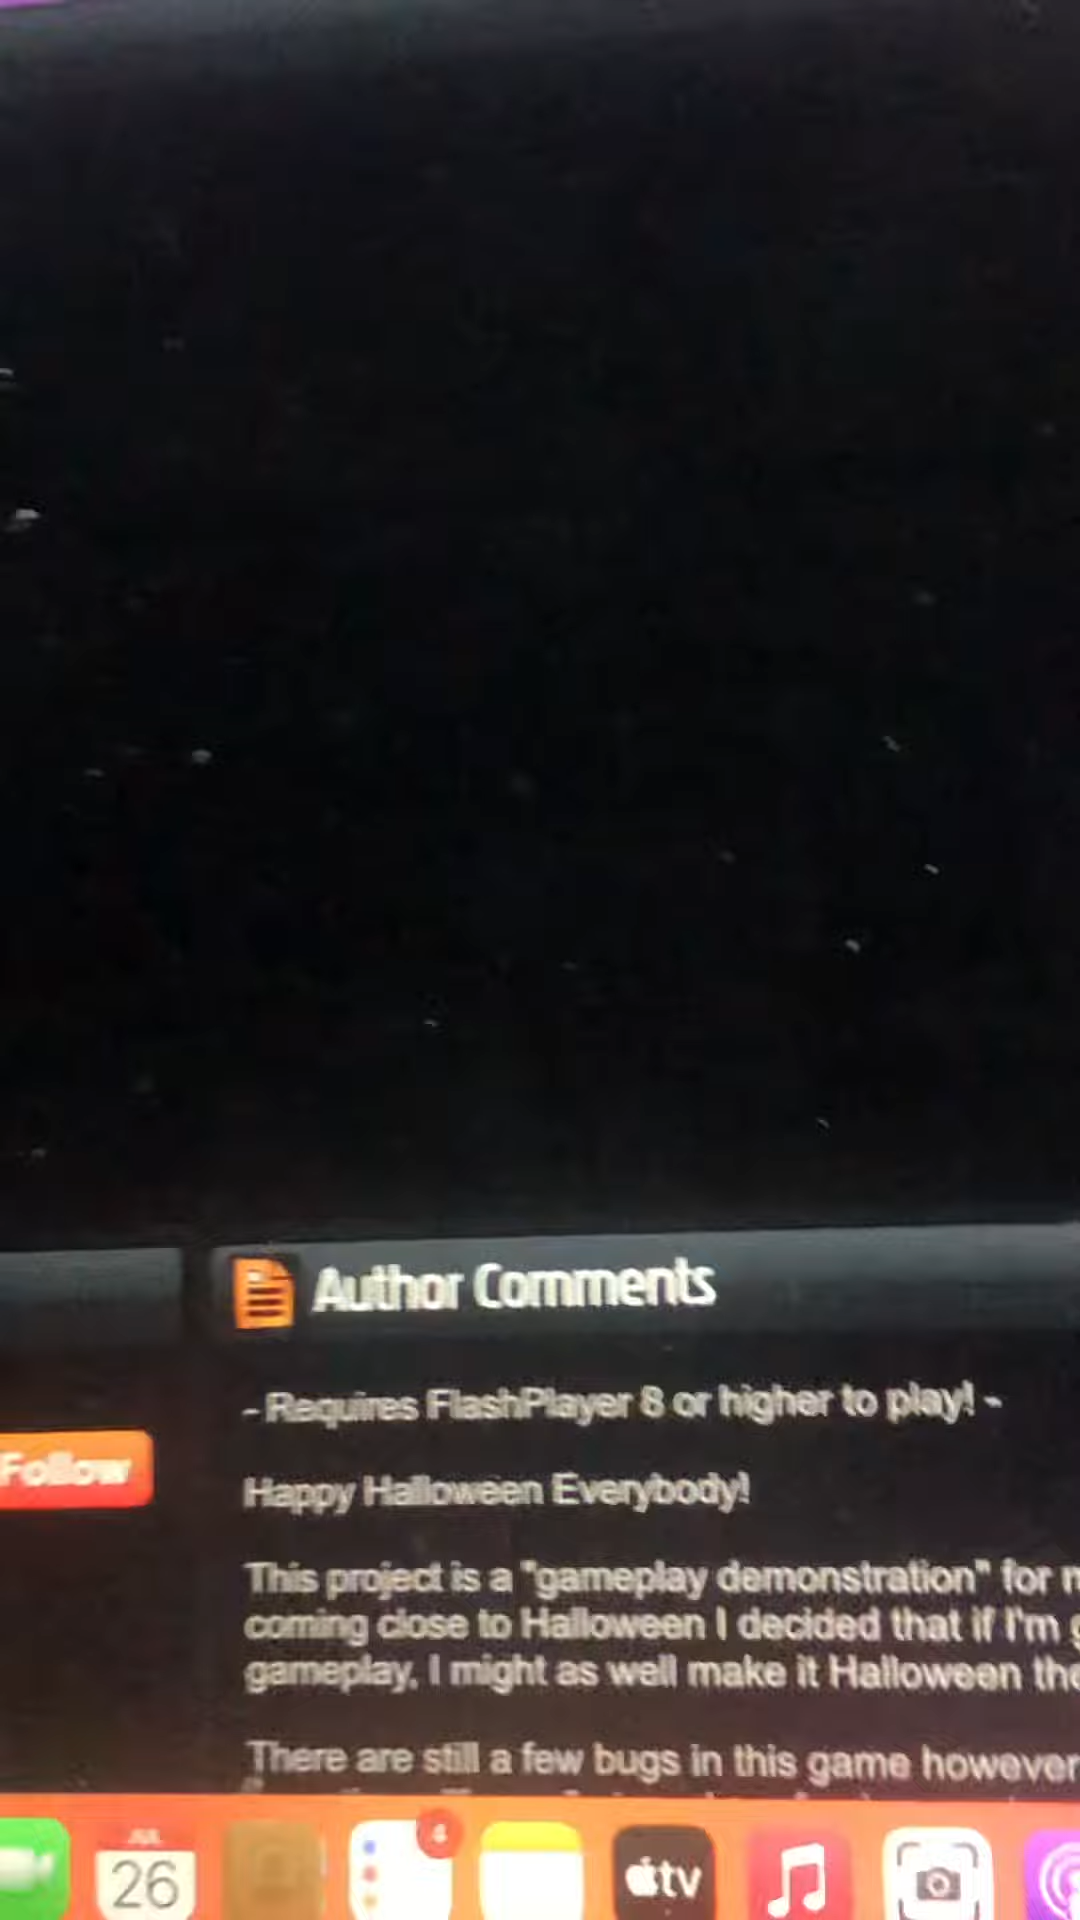 Author Comments
- Requires FlashPlayer 8 or higher to play! -
Follow
Happy Halloween Everybody!
This project is a "gameplay demonstration" for
coming close to Halloween I decided that if I'm
gameplay, I might as well make it Halloween
There are still a few bugs in this game however
4
JUL
26
tv